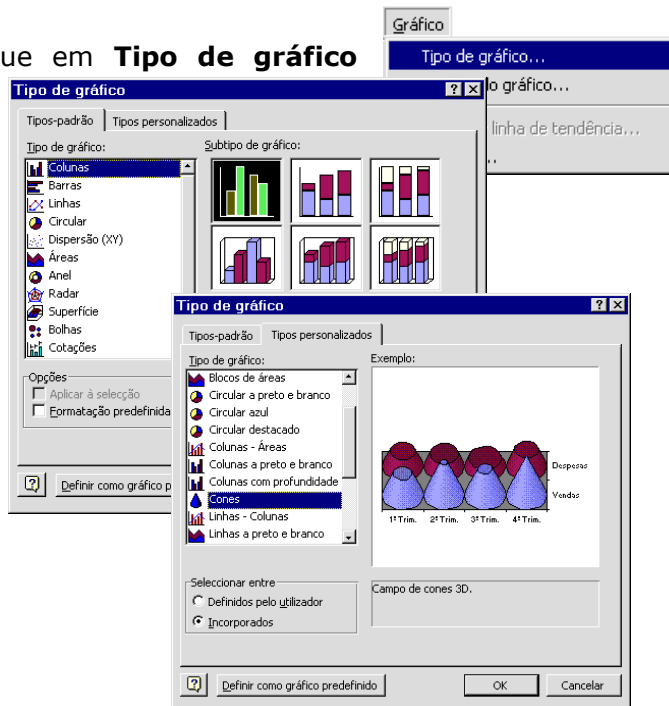 Gráfico
ue em Tipo de gráfico
Tipo de gráfico...
lo gráfico...
linha de tendência...
..
Tipo de gráfico
Tipos-padrão Tipos personalizados
Tipo de gráfico:
Subtipo de gráfico:
Colunas
Barras
Linhas
Circular
Dispersão (XY)
Áreas
Anel
Radar
Superfície
Bolhas
Cotações
Opções
Aplicar à selecção
Formatação predefinida
Definir como gráfico p
Tipo de gráfico
Tipos-padrão Tipos personalizados
Tipo de gráfico:
Exemplo:
Blocos de áreas
Circular a preto e branco
Circular azul
Circular destacado
Colunas - Áreas
Colunas a preto e branco
Colunas com profundidade
Cones
Linhas - Colunas
Linhas a preto e branco
Despesas
Vendas
1º Trim. 2º Trim. 3º Trim. 4º Trim.
Seleccionar entre
Definidos pelo utilizador
Incorporados
Campo de cones 3D.
Definir como gráfico predefinido
OK
Cancelar